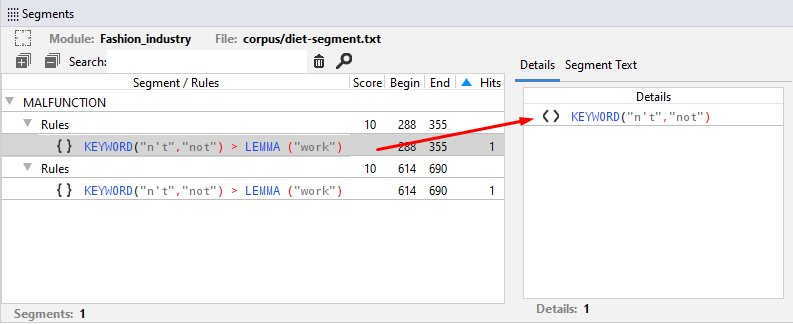 Segments
Module: Fashion_industry File: corpus/diet-segment.txt
Search:
Segment / Rules Score Begin End Hits
MALFUNCTION
Rules 10 288 355
{ } KEYWORD("n't","not") > LEMMA ("work") 288 355 1
Rules 10 614 690
{ } KEYWORD("n't","not") > LEMMA ("work") 614 690 1
Segments: 1
Details Segment Text
Details
<> KEYWORD("n't","not")
Details: 1